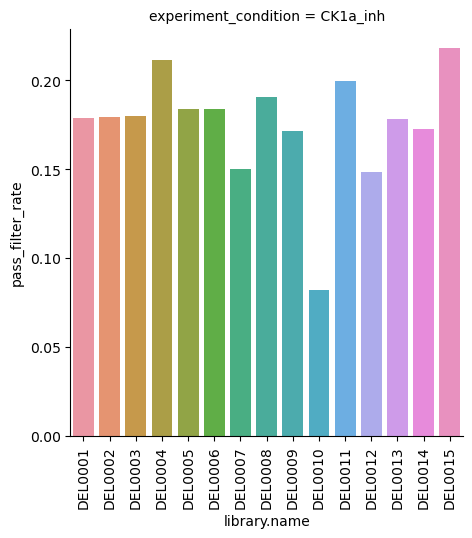 experiment_condition = CK1a_inh
pass_filter_rate
0.20
0.15
0.10
0.05
0.00
DEL0001
DEL0002
DEL0003
DEL0004
DEL0005
DEL0006
DEL0007
DEL0008
DEL0009
DEL0010
DEL0011
DEL0012
DEL0013
DEL0014
DEL0015
library.name